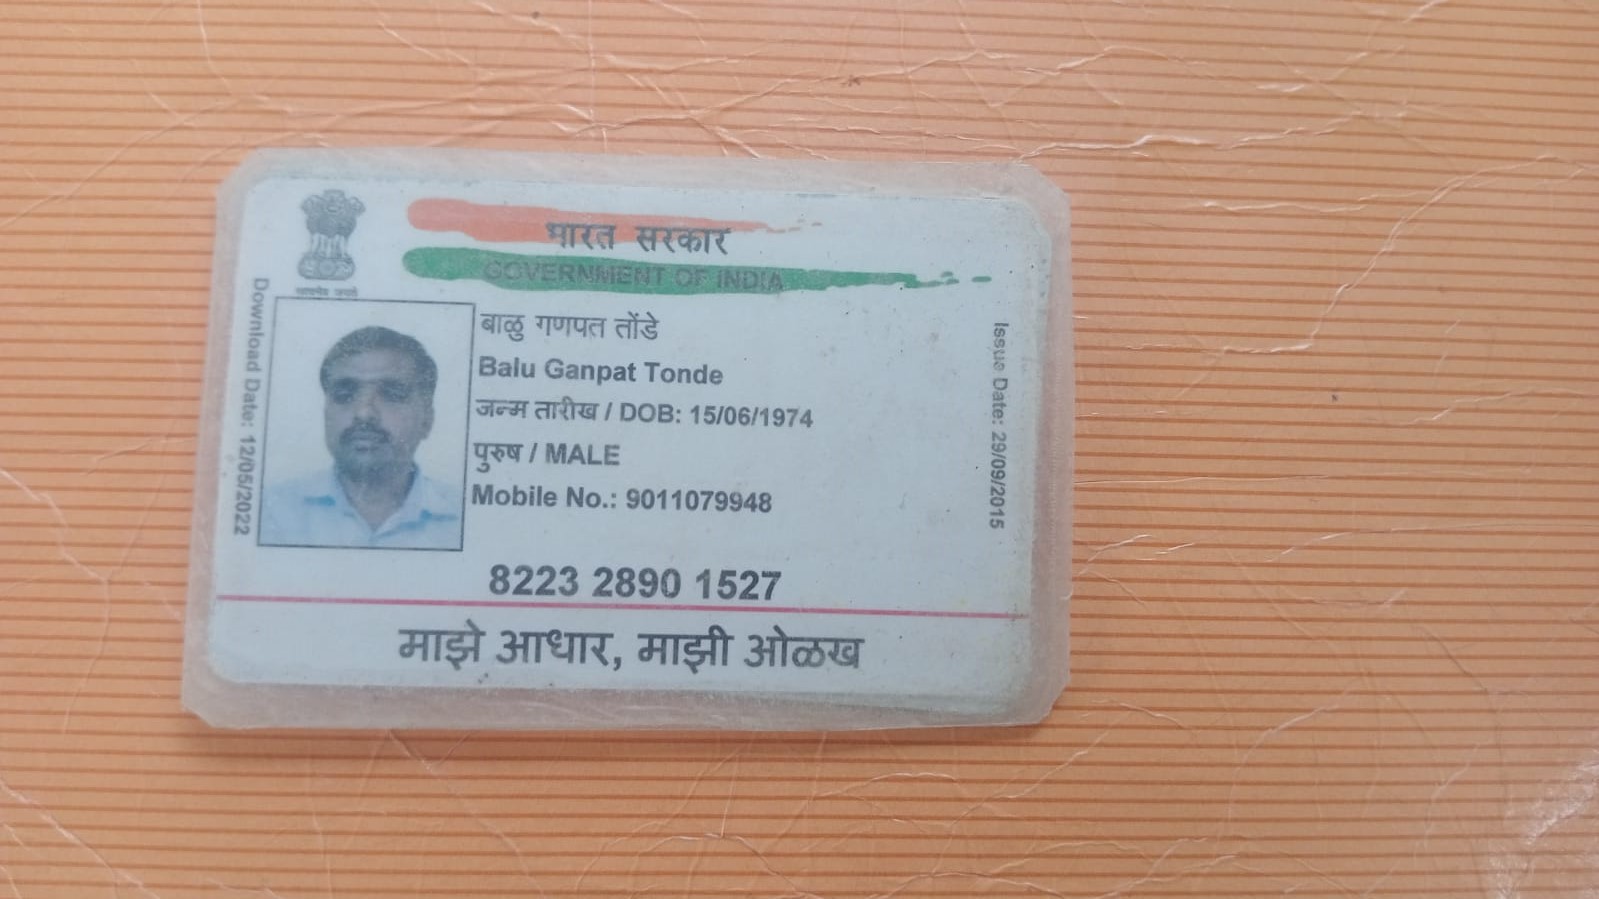 भारत सरकार
GOVERNMENT OF INDIA
बाळु गणपत तोंडे
Balu Ganpat Tonde
जन्म तारीख / DOB: 15/06/1974
पुरुष / MALE
Mobile No.: 9011079948
8223 2890 1527
माझे आधार, माझी ओळख
Download Date: 12/05/2022
Issue Date: 29/09/2015